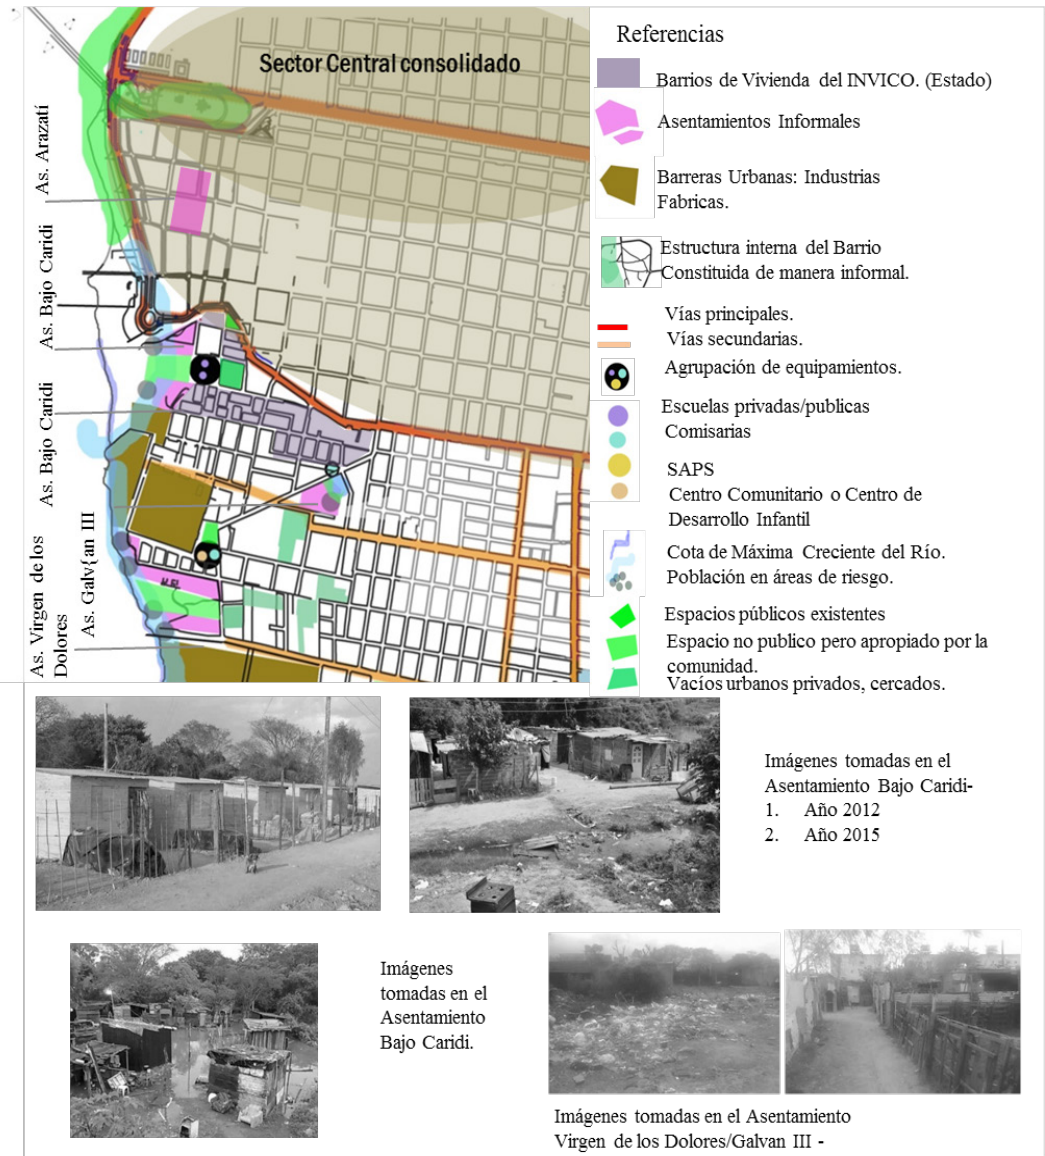 Sector Central consolidado
As. Arazatí
As. Bajo Caridi
As. Bajo Caridi
As. Galv{an III
As. Virgen de los
Dolores
Referencias
Barrios de Vivienda del INVICO. (Estado)
Asentamientos Informales
Barreras Urbanas: Industrias
Fabricas.
Estructura interna del Barrio
Constituida de manera informal.
Vías principales.
Vías secundarias.
Agrupación de equipamientos.
Escuelas privadas/publicas
Comisarias
SAPS
Centro Comunitario o Centro de
Desarrollo Infantil
Cota de Máxima Creciente del Río.
Población en áreas de riesgo.
Espacios públicos existentes
Espacio no publico pero apropiado por la
comunidad.
Vacíos urbanos privados, cercados.
Imágenes tomadas en el
Asentamiento Bajo Caridi-
1. Año 2012
2. Año 2015
Imágenes
tomadas en el
Asentamiento
Bajo Caridi.
Imágenes tomadas en el Asentamiento
Virgen de los Dolores/Galvan III -